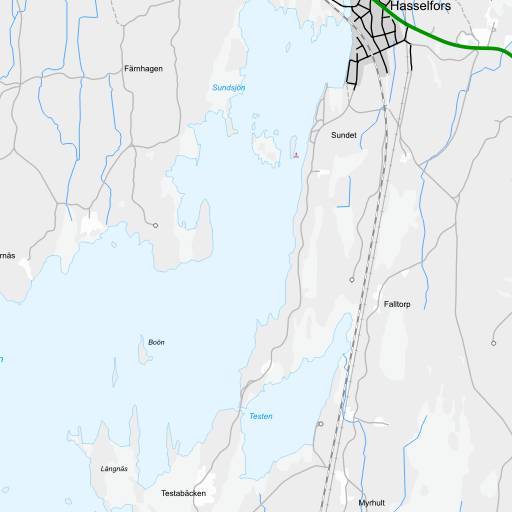 Hasselfors
Färnhagen
Sundsjön
Sundet
rnäs
Falltorp
Boön
n
Testen
Långnäs
Testabäcken
Myrhult